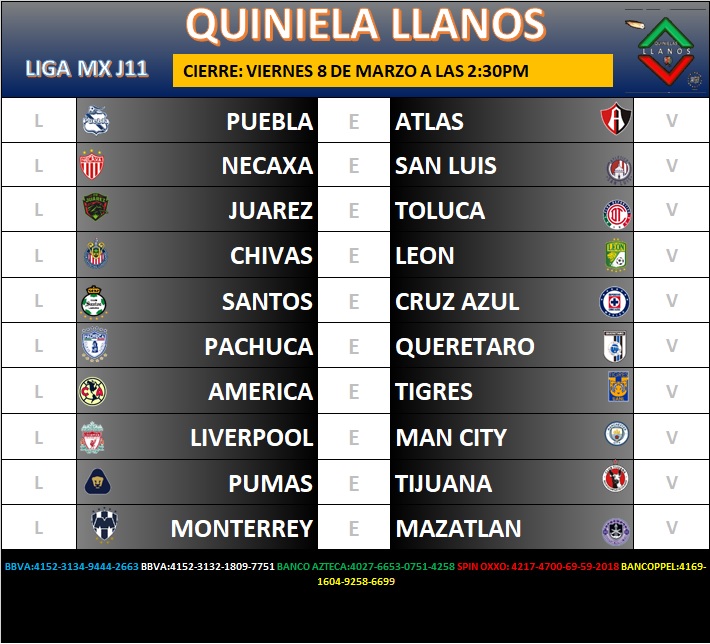 QUINIELA LLANOS
LIGA MX J11
CIERRE: VIERNES 8 DE MARZO A LAS 2:30PM
QUINIELAS
LLANOS
L PUEBLA E ATLAS V
L NECAXA E SAN LUIS V
L JUAREZ E TOLUCA V
L CHIVAS E LEON V
L SANTOS E CRUZ AZUL V
L PACHUCA E QUERETARO V
L AMERICA E TIGRES V
L LIVERPOOL E MAN CITY V
L PUMAS E TIJUANA V
L MONTERREY E MAZATLAN V
BBVA:4152-3134-9444-2663 BBVA:4152-3132-1809-7751 BANCO AZTECA:4027-6653-0751-4258 SPIN OXXO: 4217-4700-69-59-2018 BANCOPPEL:4169-
1604-9258-6699